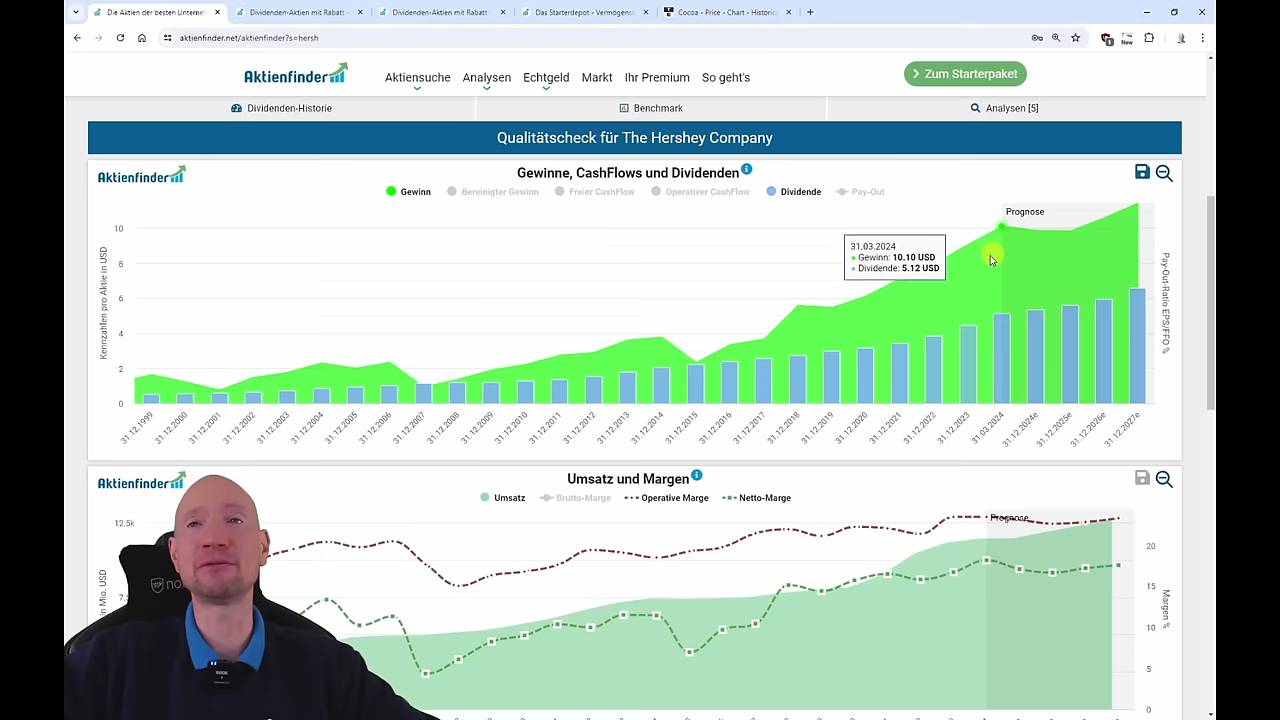 Die Aktien der besten Unterneh
Dividenden-Aktien mit Rabatt -
Dividenden-Aktien mit Rabatt -
Das Starterdepot - Vermögensa
Cocoa - Price - Chart - Historica
aktienfinder.net/aktienfinder?s=hersh
New
Aktienfinder
Aktiensuche
Analysen
Echtgeld
Markt
Ihr Premium
So geht's
Zum Starterpaket
Dividenden-Historie
Benchmark
Analysen [5]
Qualitätscheck für The Hershey Company
Aktienfinder
Gewinne, CashFlows und Dividenden
Gewinn
Bereinigter Gewinn
Freier CashFlow
Operativer CashFlow
Dividende
Pay-Out
Prognose
31.03.2024
Gewinn: 10.10 USD
Dividende: 5.12 USD
Kennzahlen pro Aktie in USD
10
8
6
4
2
0
Pay-Out-Ratio EPS/FFO %
31.12.1999
31.12.2000
31.12.2001
31.12.2002
31.12.2003
31.12.2004
31.12.2005
31.12.2006
31.12.2007
31.12.2008
31.12.2009
31.12.2010
31.12.2011
31.12.2012
31.12.2013
31.12.2014
31.12.2015
31.12.2016
31.12.2017
31.12.2018
31.12.2019
31.12.2020
31.12.2021
31.12.2022
31.12.2023
31.03.2024
31.12.2024e
31.12.2025e
31.12.2026e
31.12.2027e
Aktienfinder
Umsatz und Margen
Umsatz
Brutto-Marge
Operative Marge
Netto-Marge
Prognose
12.5k
in Mio. USD
20
15
10
5
0
Margen %